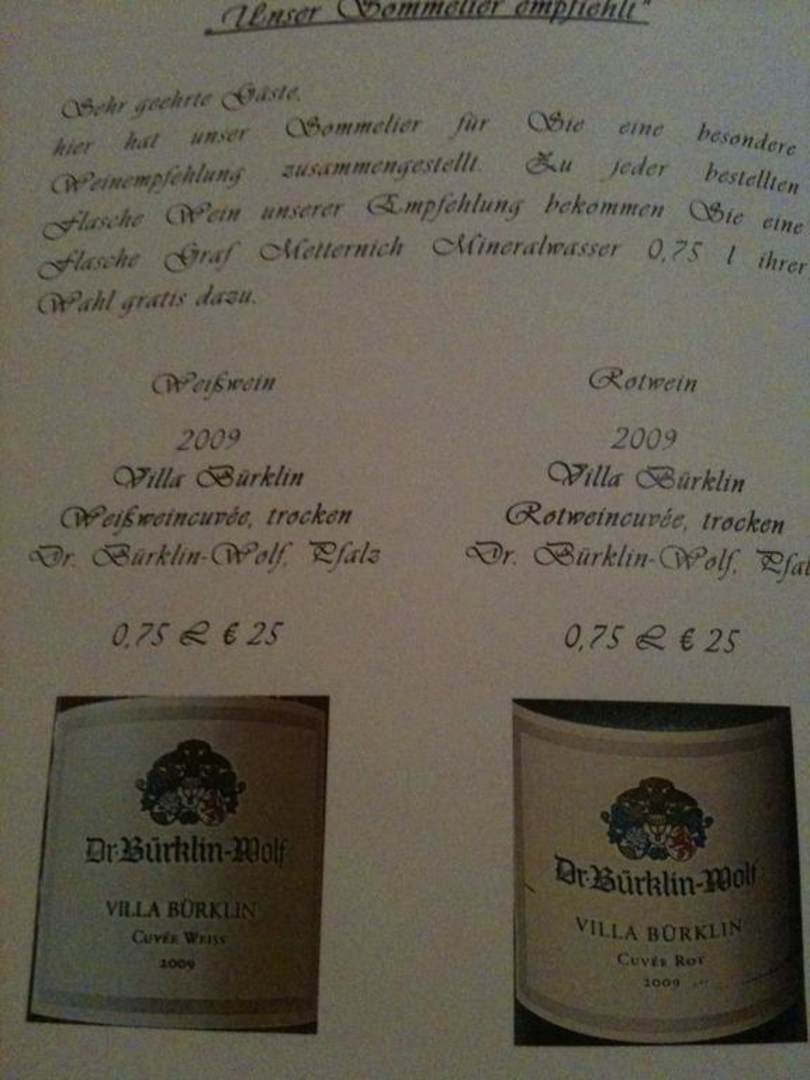 „Unser Sommelier empfiehlt"
Sehr geehrte Gäste,
hier hat unser Sommelier für Sie eine besondere
Weinempfehlung zusammengestellt. Zu jeder bestellten
Flasche Wein unserer Empfehlung bekommen Sie eine
Flasche Graf Metternich Mineralwasser 0,75 l ihrer
Wahl gratis dazu.
Weißwein
2009
Villa Bürklin
Weißweincuvée, trocken
Dr. Bürklin-Wolf, Pfalz
0,75 L € 25
Rotwein
2009
Villa Bürklin
Rotweincuvée, trocken
Dr. Bürklin-Wolf, Pfal
0,75 L € 25
Dr. Bürklin-Wolf
VILLA BÜRKLIN
CUVÉE WEISS
2009
Dr. Bürklin-Wolf
VILLA BÜRKLIN
CUVÉE ROT
2009